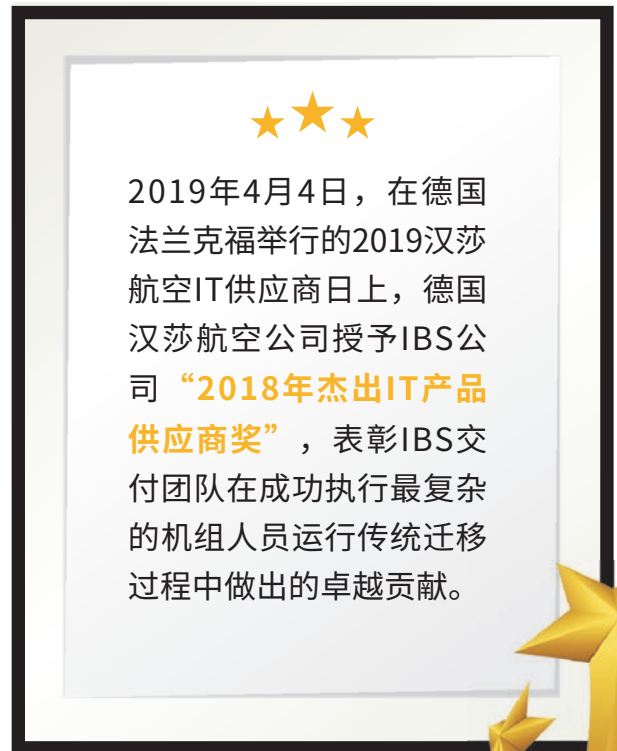 2019年4月4日，在德国
法兰克福举行的2019汉莎
航空IT供应商日上，德国
汉莎航空公司授予IBS公
司“2018年杰出IT产品
供应商奖”，表彰IBS交
付团队在成功执行最复杂
的机组人员运行传统迁移
过程中做出的卓越贡献。